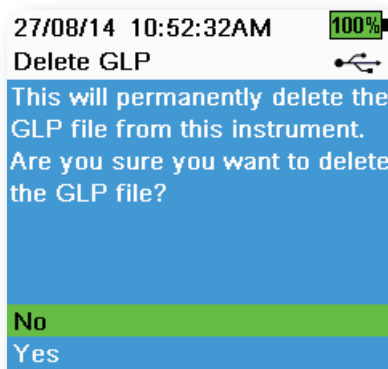 27/08/14 10:52:32AM 100%
Delete GLP
This will permanently delete the
GLP file from this instrument.
Are you sure you want to delete
the GLP file?
No
Yes